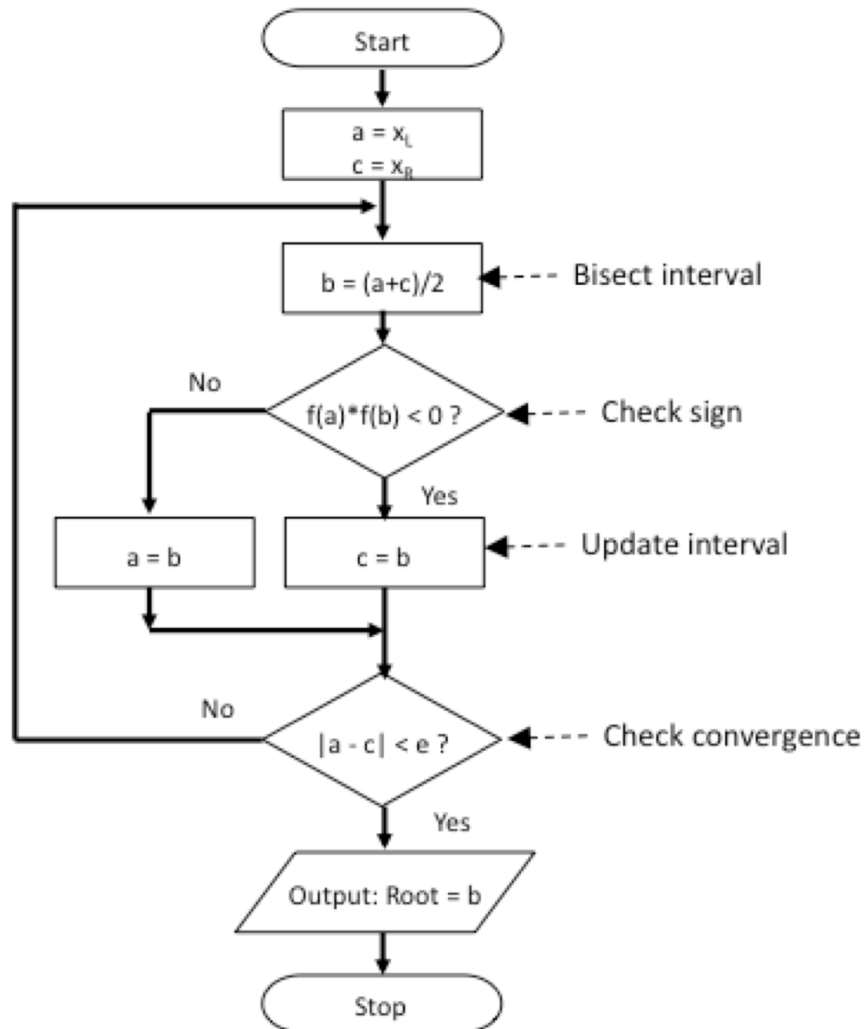 Start
a = x_L
c = x_R
b = (a+c)/2
Bisect interval
No
f(a)*f(b) < 0 ?
Check sign
Yes
a = b
c = b
Update interval
No
|a - c| < e ?
Check convergence
Yes
Output: Root = b
Stop